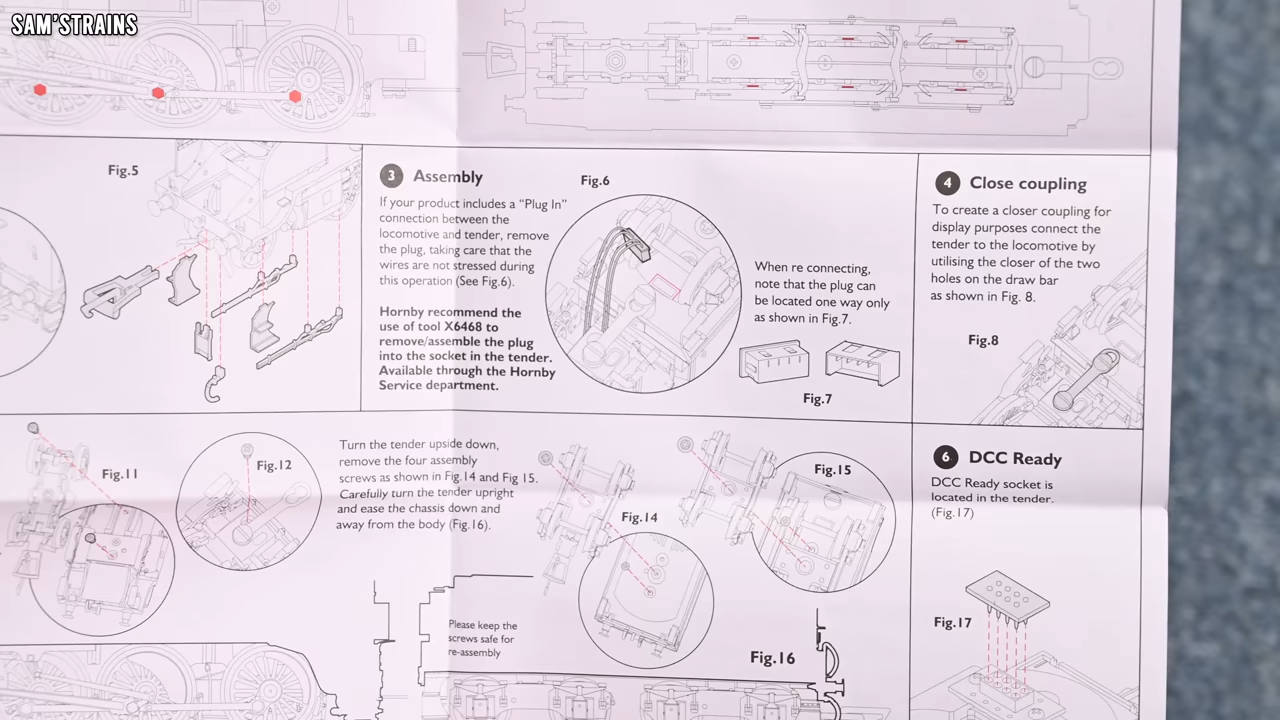 SAM'STRAINS
Fig.5
3 Assembly
If your product includes a “Plug In”
connection between the
locomotive and tender, remove
the plug, taking care that the
wires are not stressed during
this operation (See Fig.6).
Hornby recommend the
use of tool X6468 to
remove/assemble the plug
into the socket in the tender.
Available through the Hornby
Service department.
Fig.6
When re connecting,
note that the plug can
be located one way only
as shown in Fig.7.
Fig.7
4 Close coupling
To create a closer coupling for
display purposes connect the
tender to the locomotive by
utilising the closer of the two
holes on the draw bar
as shown in Fig. 8.
Fig.8
Fig.11
Fig.12
Turn the tender upside down,
remove the four assembly
screws as shown in Fig.14 and Fig 15.
Carefully turn the tender upright
and ease the chassis down and
away from the body (Fig.16).
Fig.14
Fig.15
Please keep the
screws safe for
re-assembly
Fig.16
6 DCC Ready
DCC Ready socket is
located in the tender.
(Fig.17)
Fig.17